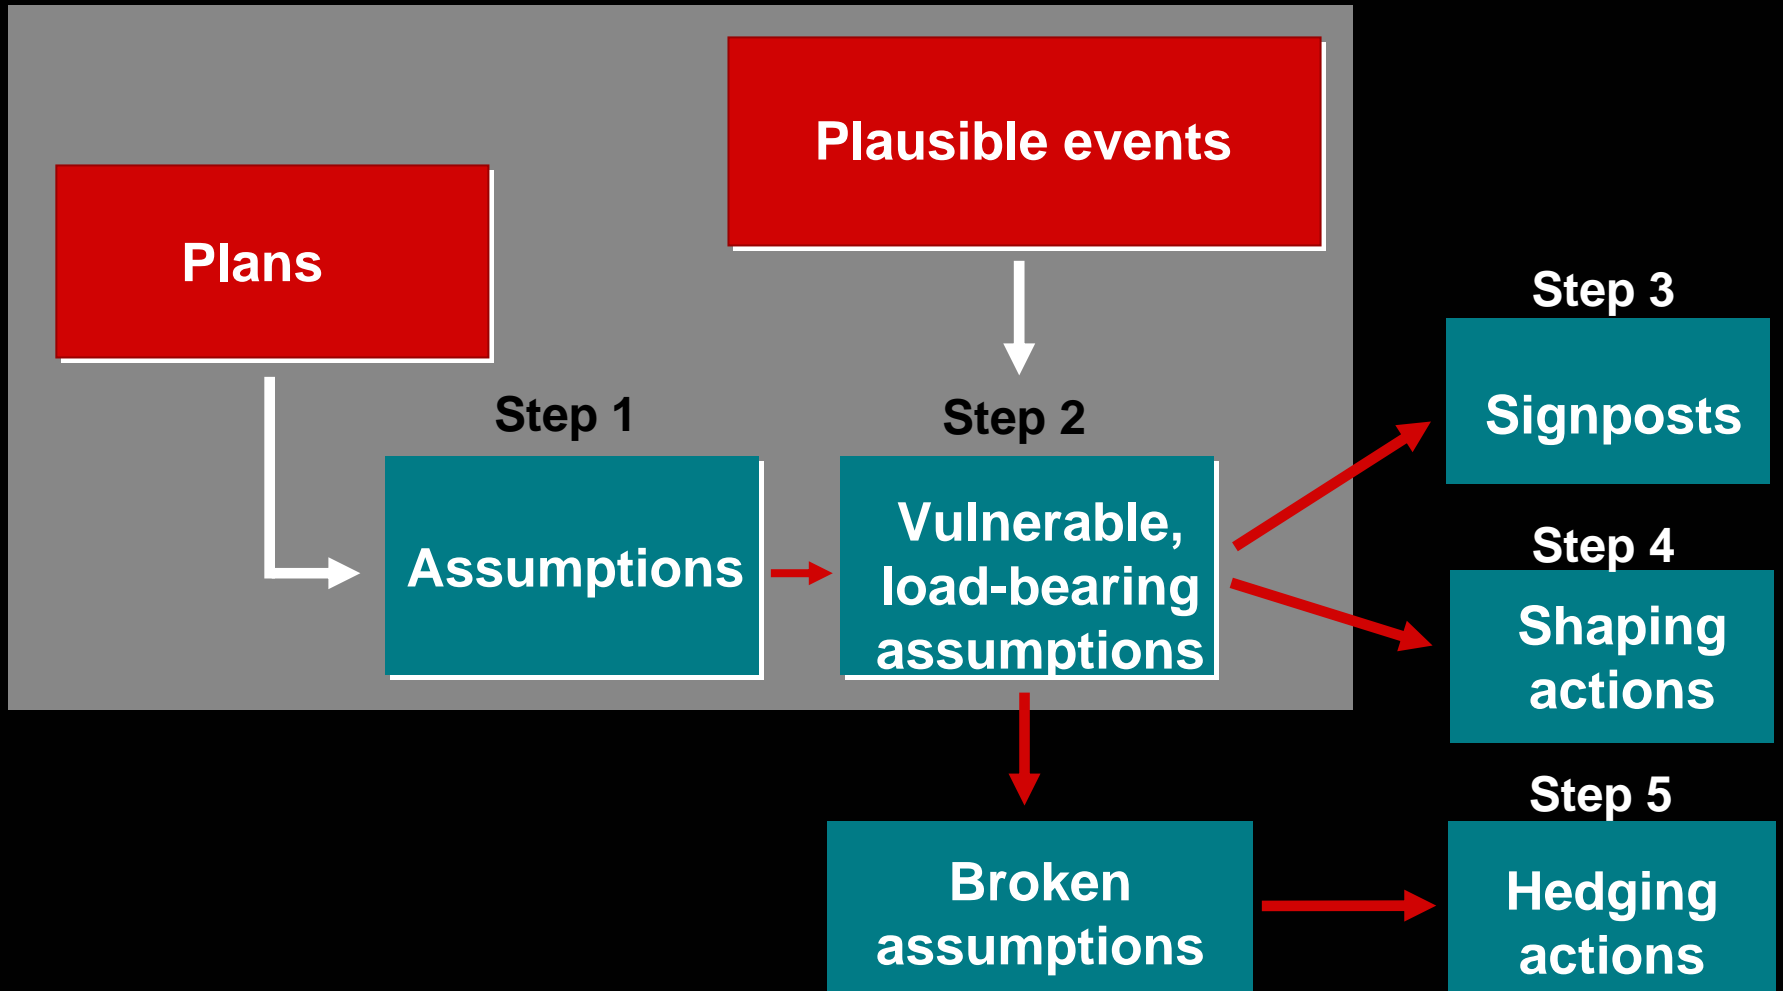 Plausible events
Plans
Step 1
Assumptions
Step 2
Vulnerable,
load-bearing
assumptions
Step 3
Signposts
Step 4
Shaping
actions
Broken
assumptions
Step 5
Hedging
actions